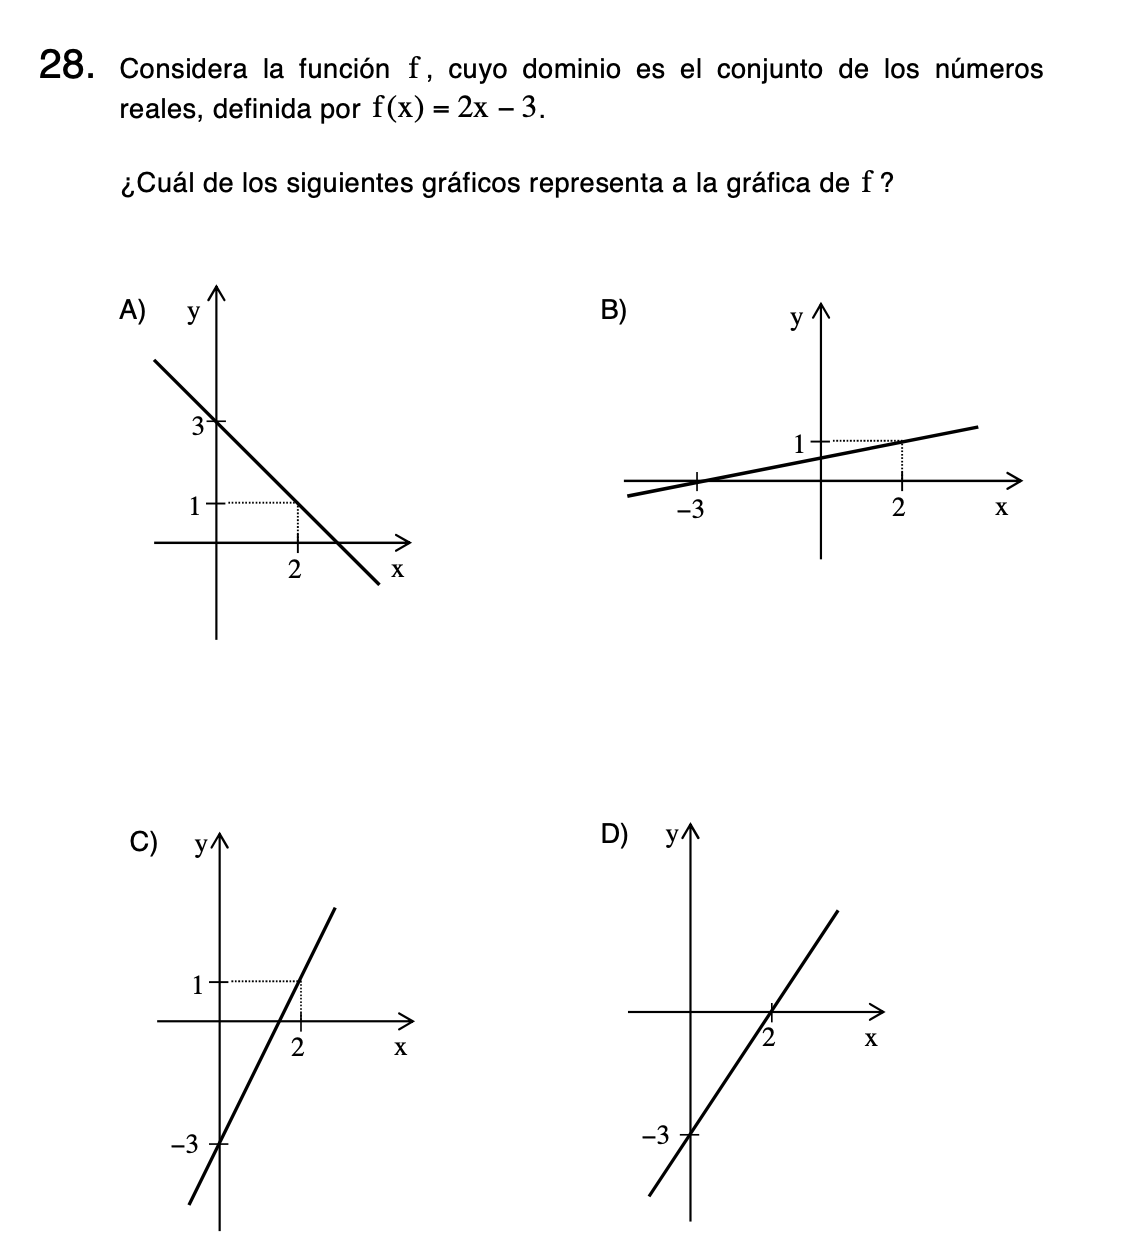 28. Considera la función f, cuyo dominio es el conjunto de los números
reales, definida por f(x) = 2x − 3.
¿Cuál de los siguientes gráficos representa a la gráfica de f ?
A)
y
3
1
2
x
B)
y
1
−3
2
x
C)
y
1
2
x
−3
D)
y
2
x
−3